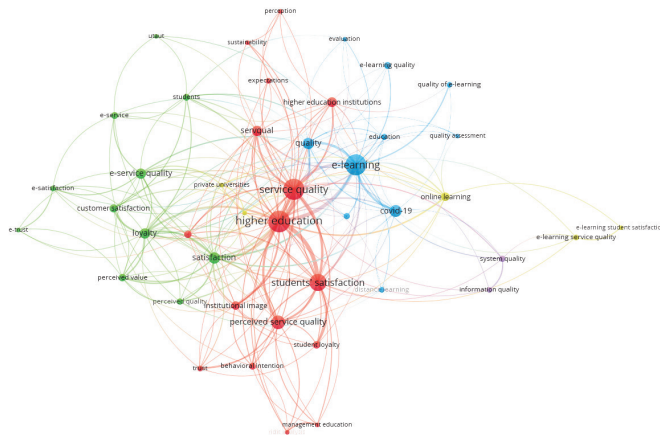 perception
utaut
evaluation
sustainability
e-learning quality
expectations
quality of e-learning
students
higher education institutions
e-service
servqual
education
quality assessment
quality
e-learning
e-service quality
private universities
service quality
e-satisfaction
online learning
customer satisfaction
covid-19
higher education
e-trust
loyalty
e-learning student satisfactio
e-learning service quality
satisfaction
system quality
perceived value
students' satisfaction
distance learning
information quality
perceived quality
institutional image
perceived service quality
student loyalty
trust
behavioral intention
management education